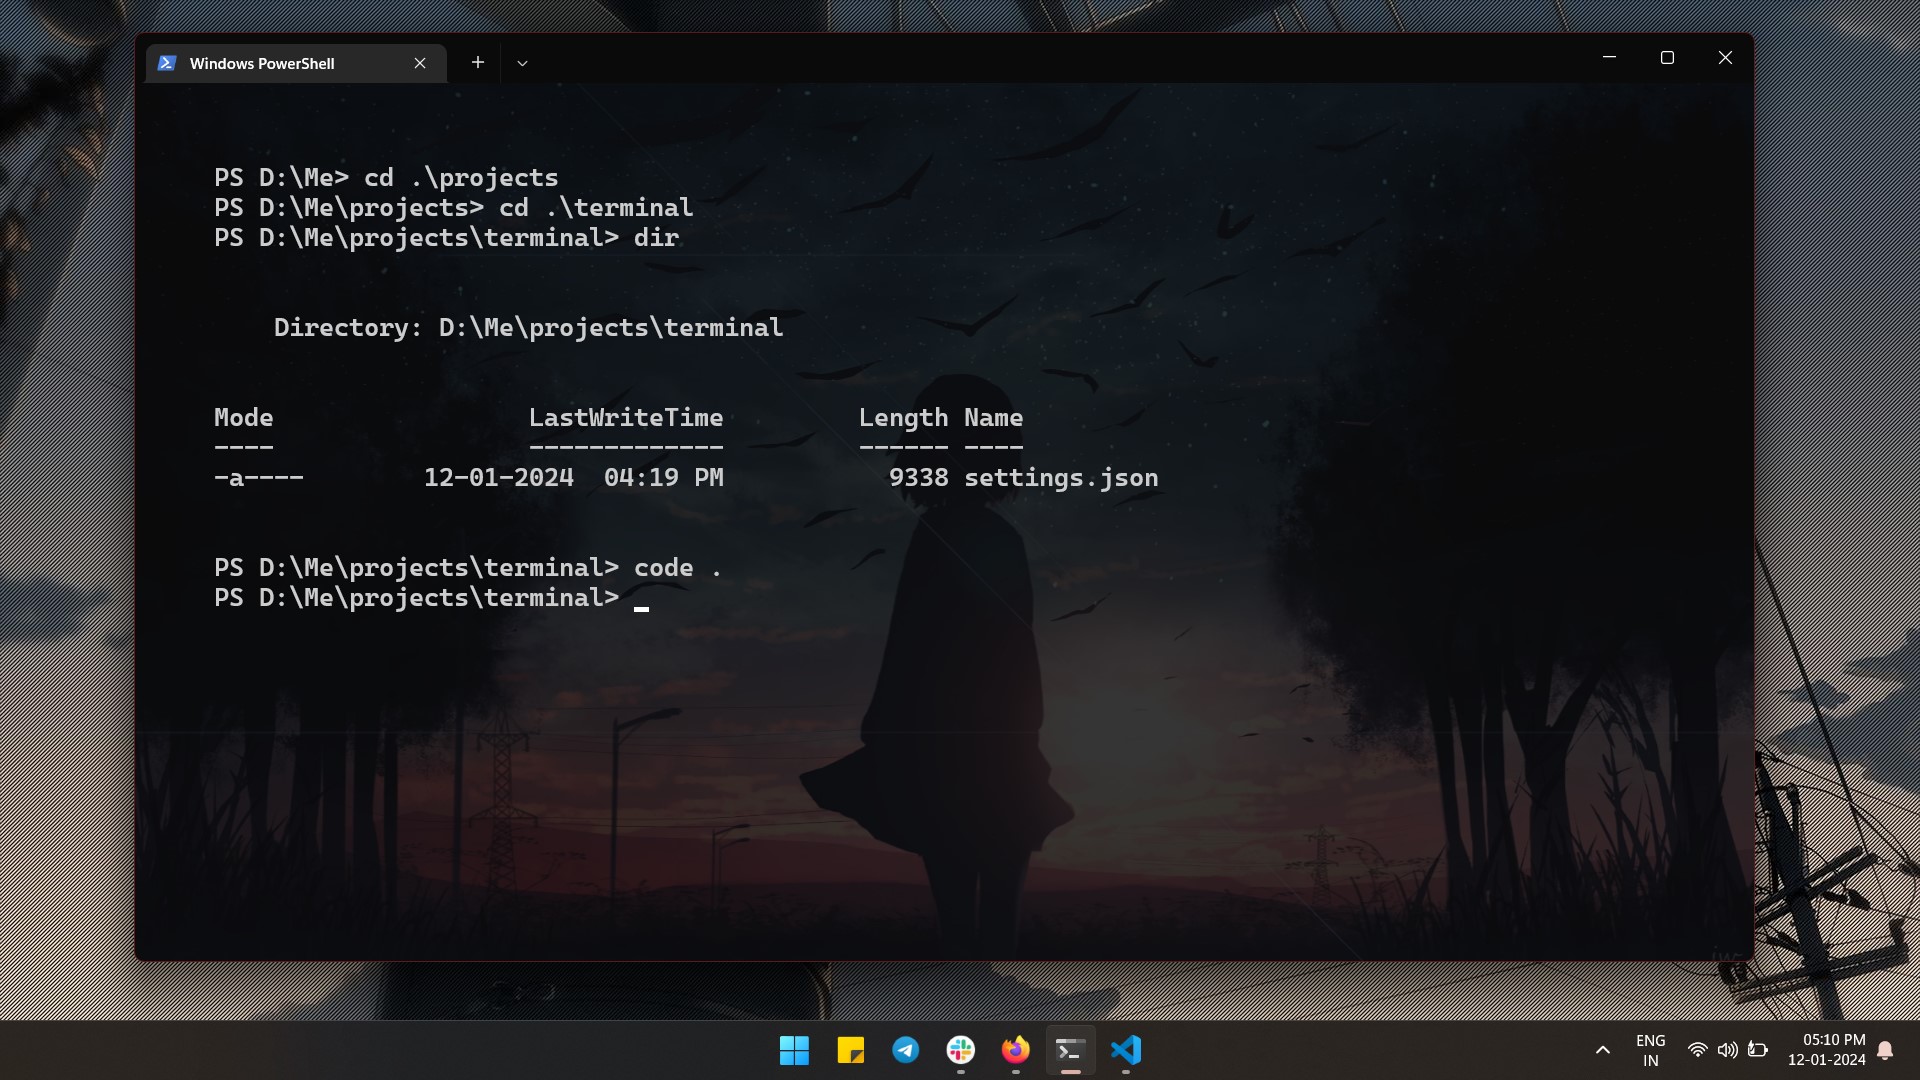 Windows PowerShell
PS D:\Me> cd .\projects
PS D:\Me\projects> cd .\terminal
PS D:\Me\projects\terminal> dir
Directory: D:\Me\projects\terminal
Mode LastWriteTime Length Name
---- ------------- ------ ----
-a---- 12-01-2024 04:19 PM 9338 settings.json
PS D:\Me\projects\terminal> code .
PS D:\Me\projects\terminal>
ENG
IN
05:10 PM
12-01-2024